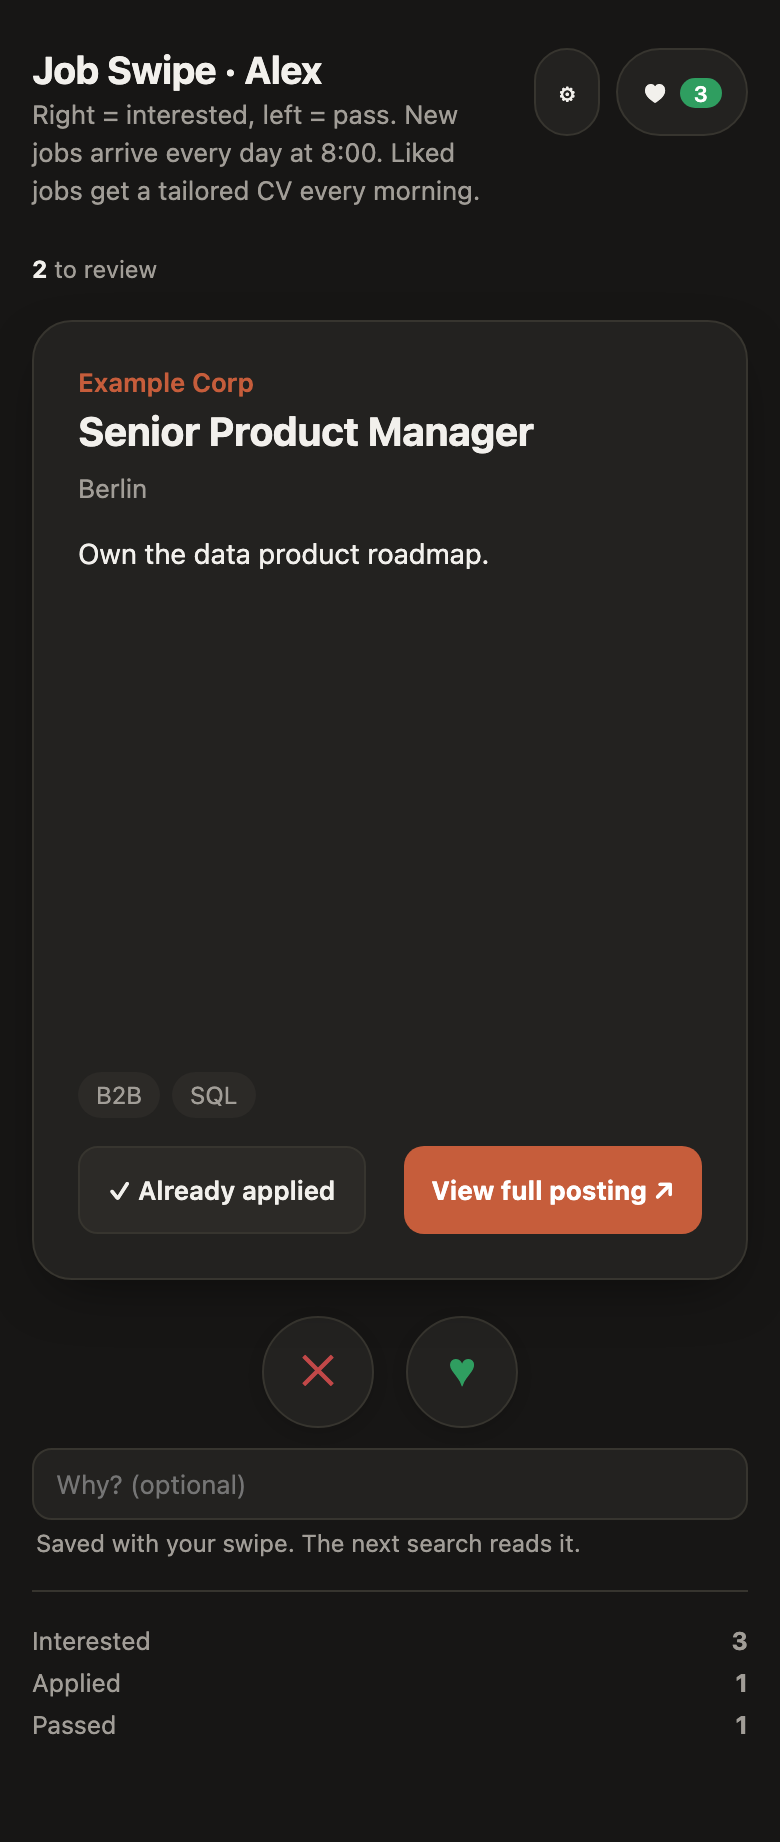 Job Swipe · Alex
Right = interested, left = pass. New
jobs arrive every day at 8:00. Liked
jobs get a tailored CV every morning.
⚙ ♥ 3
2 to review
Example Corp
Senior Product Manager
Berlin
Own the data product roadmap.
B2B SQL
✓ Already applied
View full posting ↗
✕ ♥
Why? (optional)
Saved with your swipe. The next search reads it.
Interested 3
Applied 1
Passed 1